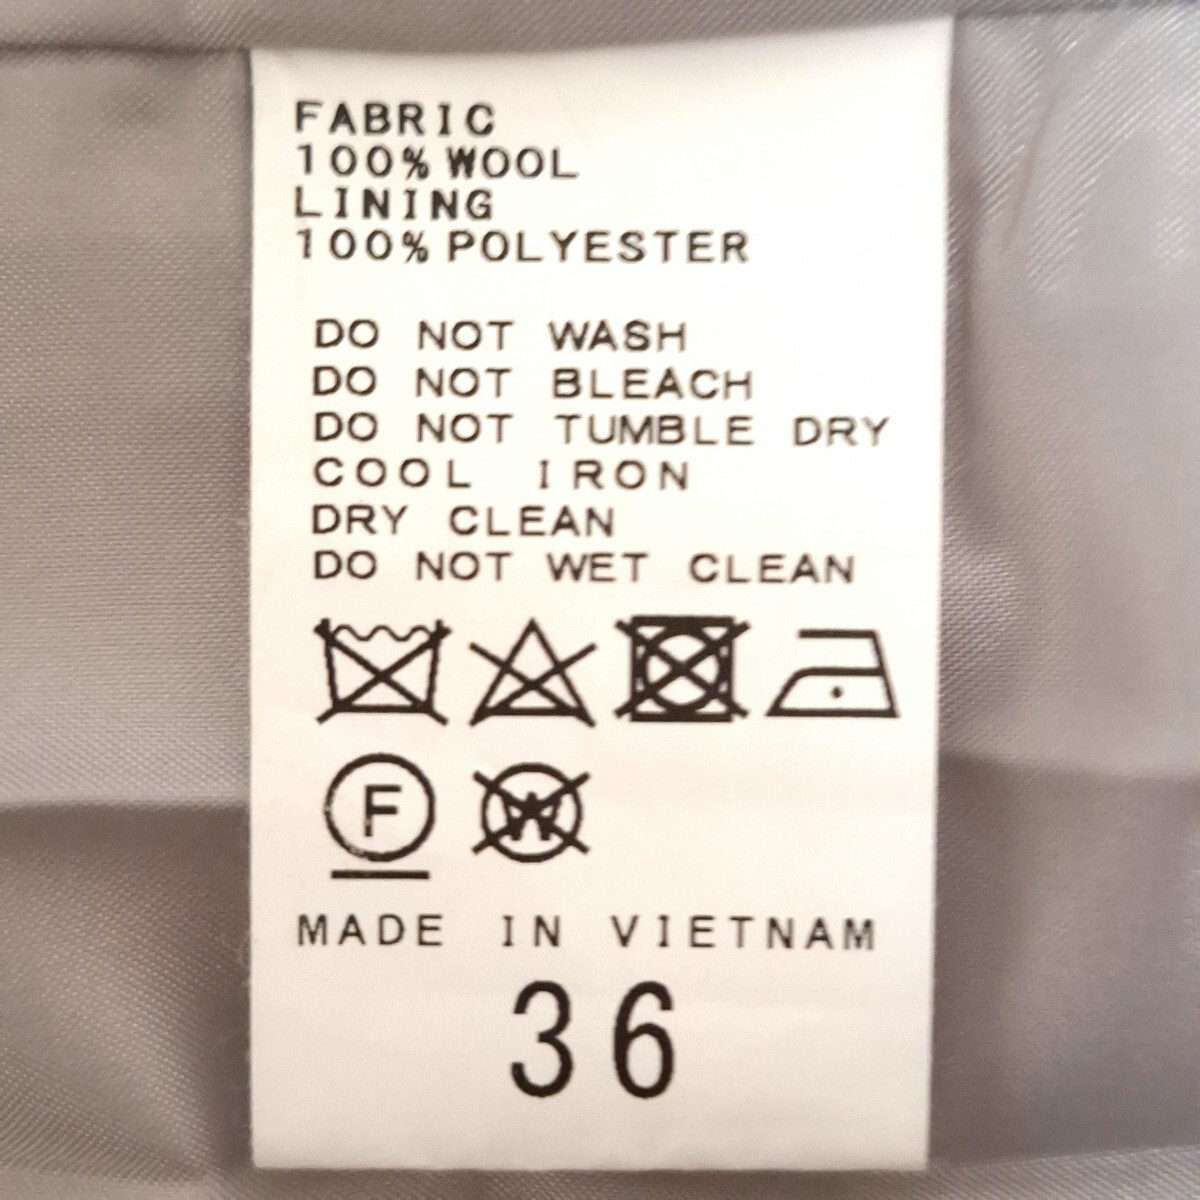 FABRIC
100% WOOL
LINING
100% POLYESTER
DO NOT WASH
DO NOT BLEACH
DO NOT TUMBLE DRY
COOL IRON
DRY CLEAN
DO NOT WET CLEAN
F W
MADE IN VIETNAM
36